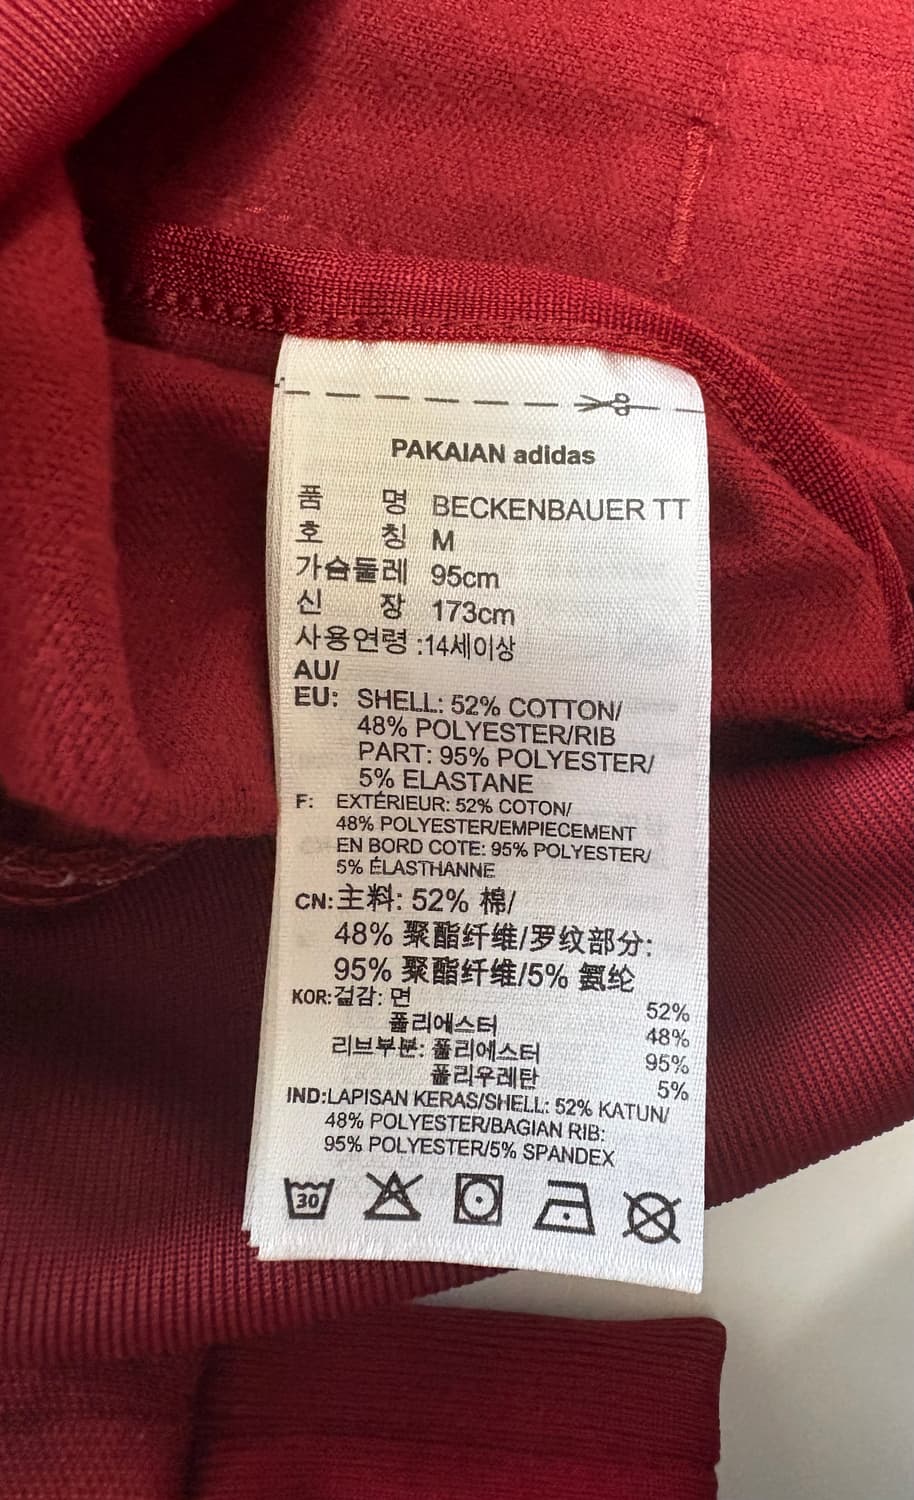 PAKAIAN adidas
품 명 BECKENBAUER TT
호 칭 M
가슴둘레 95cm
신 장 173cm
사용연령 :14세이상
AU/
EU: SHELL: 52% COTTON/
48% POLYESTER/RIB
PART: 95% POLYESTER/
5% ELASTANE
F: EXTÉRIEUR: 52% COTON/
48% POLYESTER/EMPIECEMENT
EN BORD COTE: 95% POLYESTER/
5% ÉLASTHANNE
CN: 主料: 52% 棉/
48% 聚酯纤维/罗纹部分:
95% 聚酯纤维/5% 氨纶
KOR: 겉감: 면 52%
폴리에스터 48%
리브부분: 폴리에스터 95%
폴리우레탄 5%
IND: LAPISAN KERAS/SHELL: 52% KATUN/
48% POLYESTER/BAGIAN RIB:
95% POLYESTER/5% SPANDEX
30